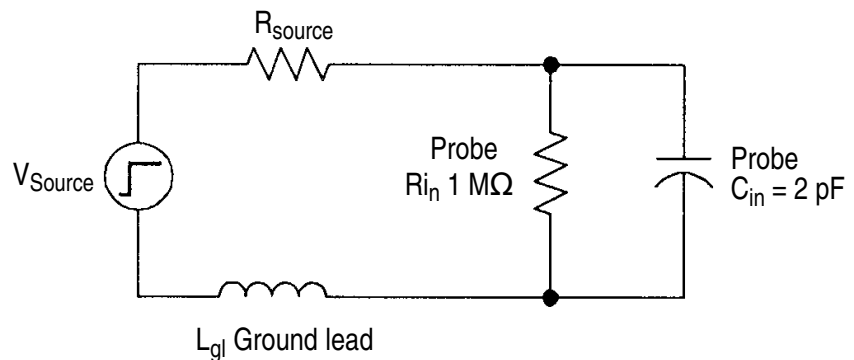 R_source
V_Source
Probe
Ri_n 1 MΩ
Probe
C_in = 2 pF
L_gl Ground lead